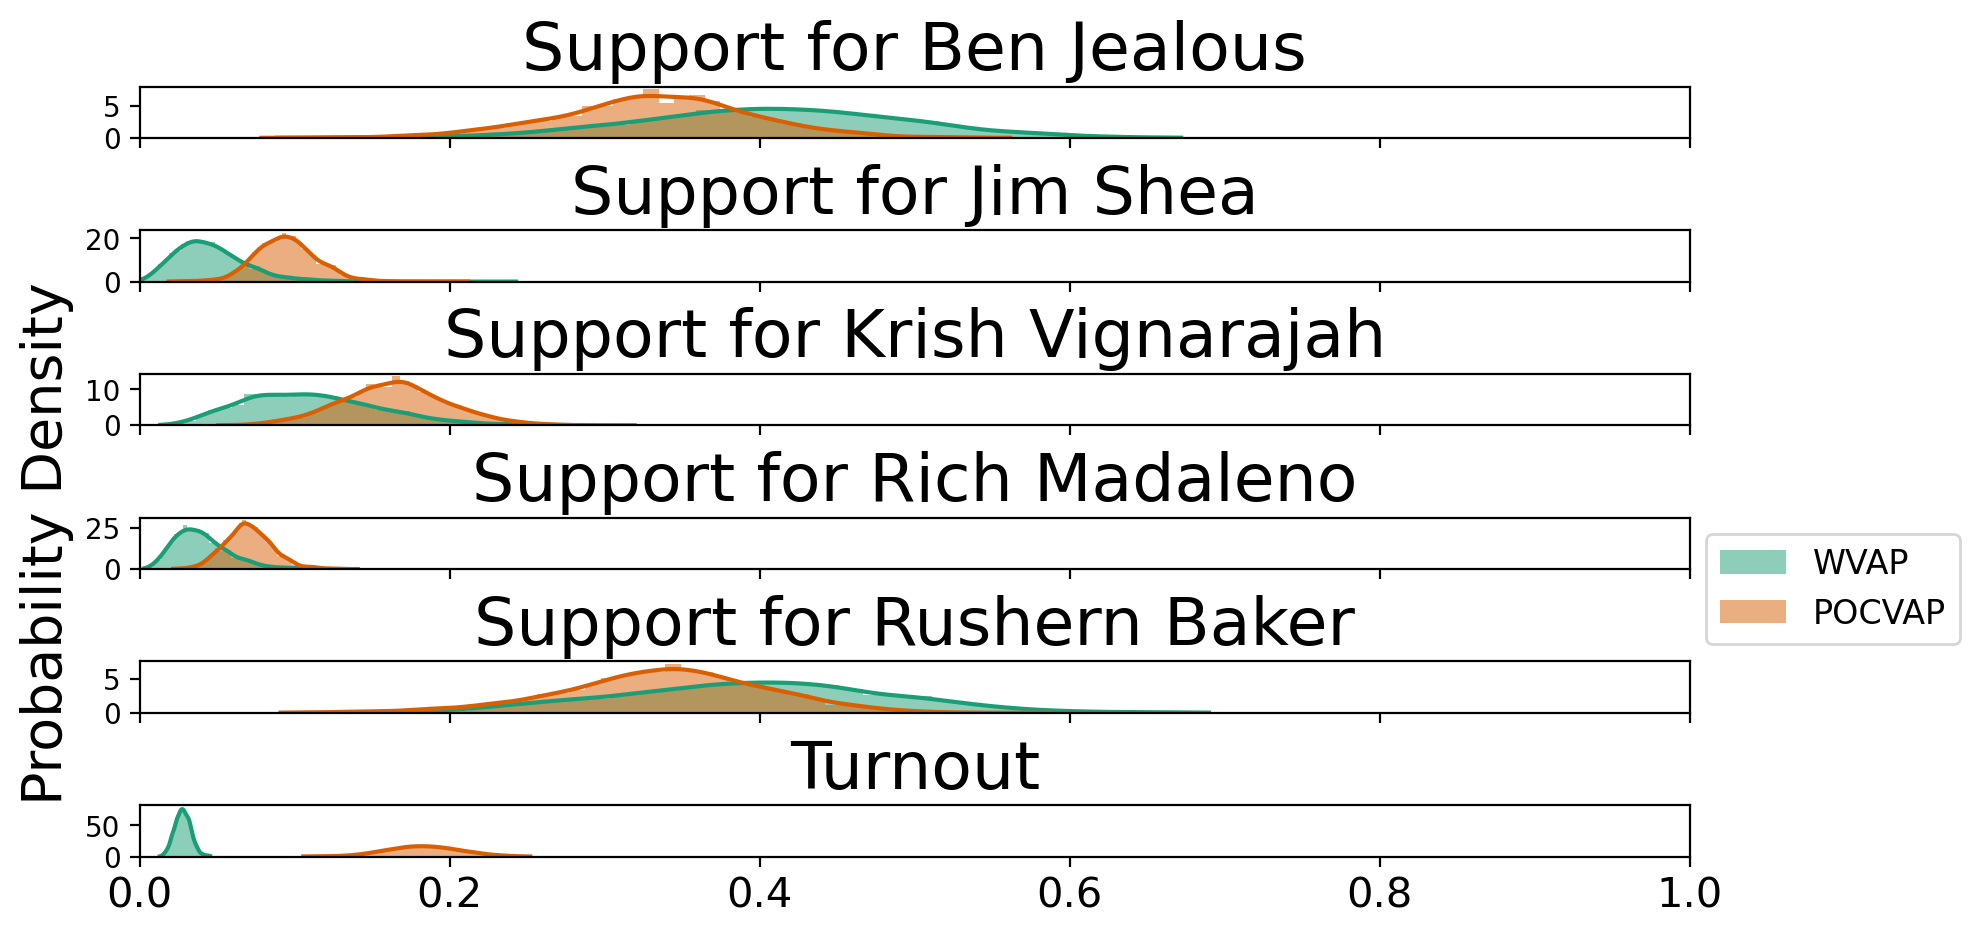 Support for Ben Jealous
5
0
Support for Jim Shea
20
0
Support for Krish Vignarajah
10
0
Support for Rich Madaleno
25
0
Support for Rushern Baker
5
0
Turnout
50
0
0.0 0.2 0.4 0.6 0.8 1.0
Probability Density
WVAP
POCVAP